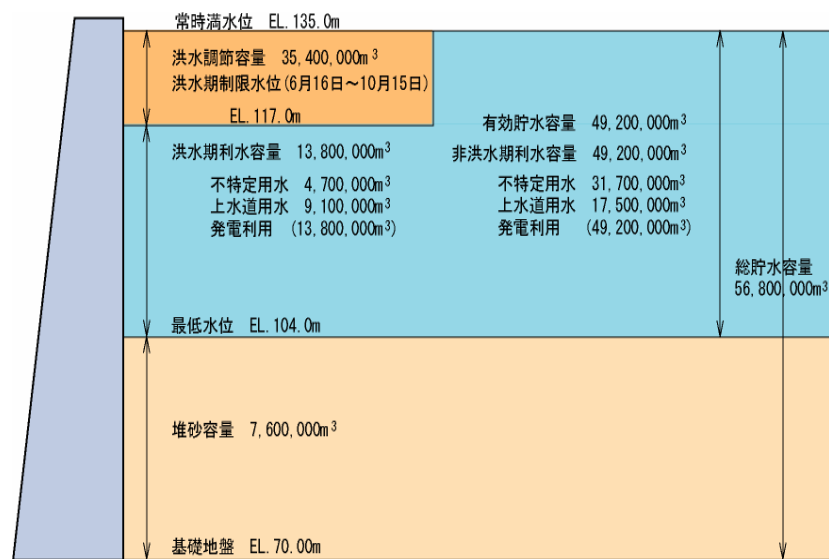 常時満水位 EL.135.0m
洪水調節容量 35,400,000m³
洪水期制限水位(6月16日～10月15日)
EL.117.0m
洪水期利水容量 13,800,000m³
不特定用水 4,700,000m³
上水道用水 9,100,000m³
発電利用 (13,800,000m³)
有効貯水容量 49,200,000m³
非洪水期利水容量 49,200,000m³
不特定用水 31,700,000m³
上水道用水 17,500,000m³
発電利用 (49,200,000m³)
総貯水容量
56,800,000m³
最低水位 EL.104.0m
堆砂容量 7,600,000m³
基礎地盤 EL.70.00m